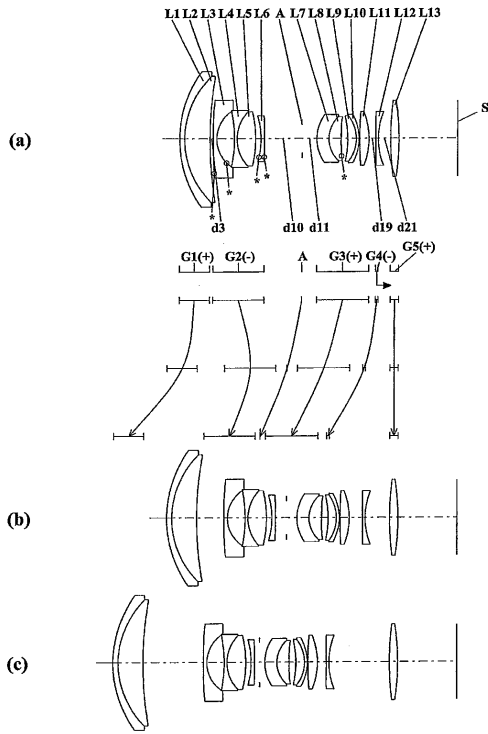 L1 L2 L3 L4 L5 L6 A L7 L8 L9 L10 L11 L12 L13
S
(a)
* * * * *
d3 d10 d11 d19 d21
G1(+) G2(-) A G3(+) G4(-) G5(+)
(b)
(c)